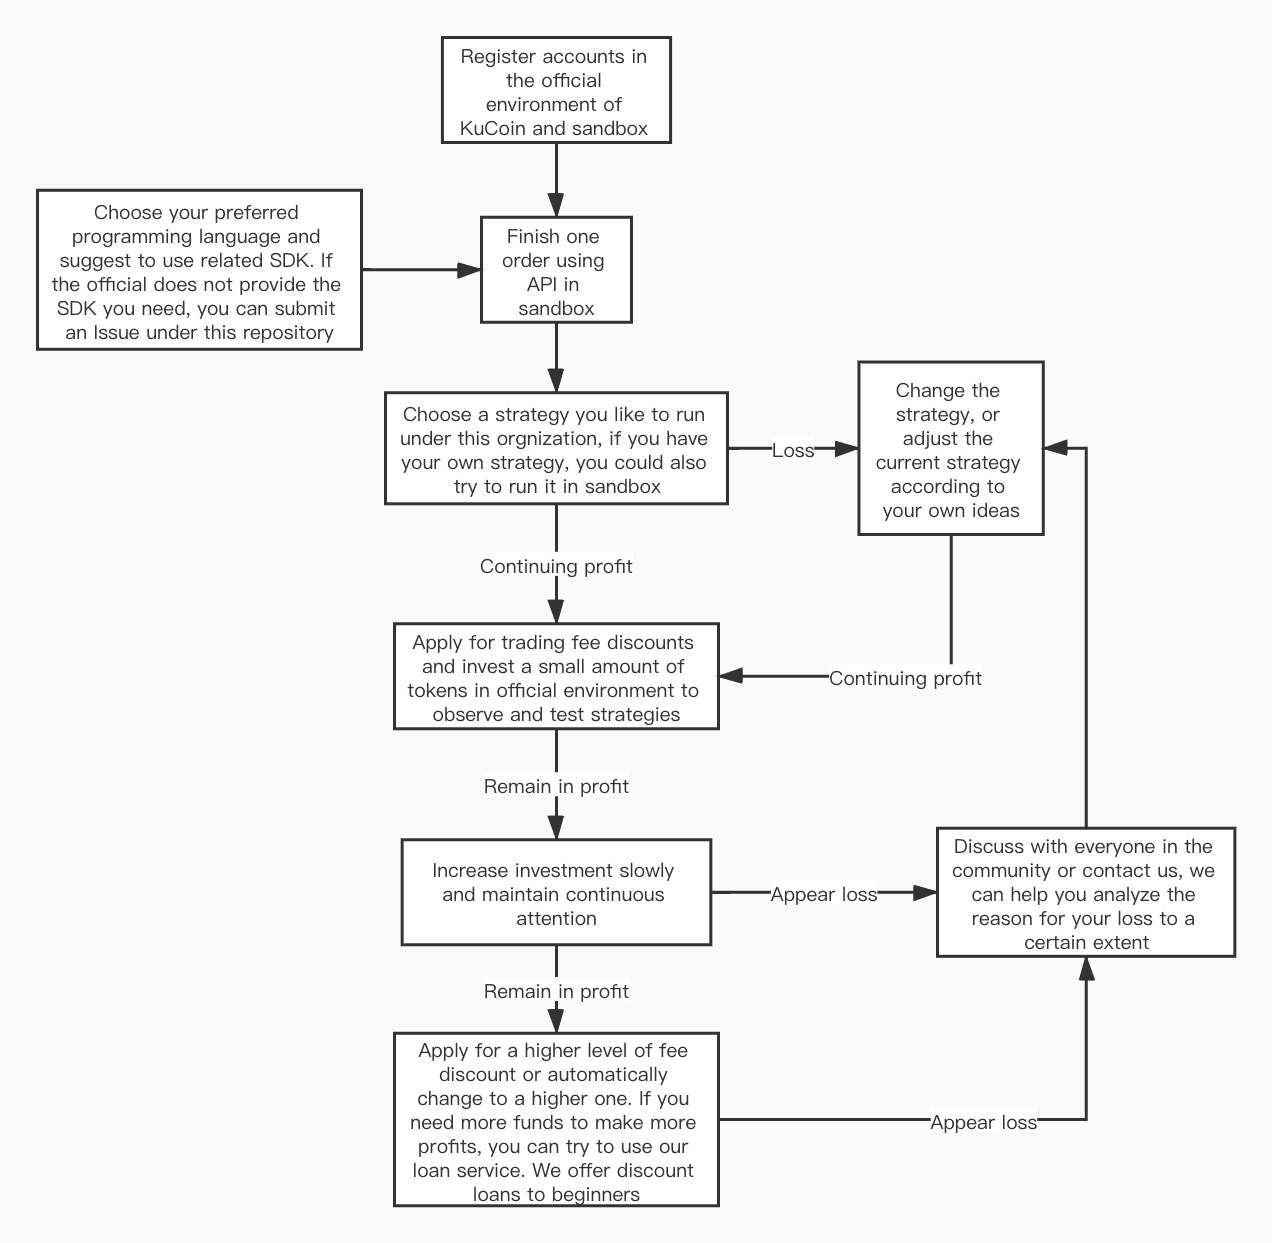 Register accounts in
the official
environment of
KuCoin and sandbox
Choose your preferred
programming language and
suggest to use related SDK. If
the official does not provide the
SDK you need, you can submit
an Issue under this repository
Finish one
order using
API in
sandbox
Choose a strategy you like to run
under this orgnization, if you have
your own strategy, you could also
try to run it in sandbox
Loss
Change the
strategy, or
adjust the
current strategy
according to
your own ideas
Continuing profit
Apply for trading fee discounts
and invest a small amount of
tokens in official environment to
observe and test strategies
Continuing profit
Remain in profit
Increase investment slowly
and maintain continuous
attention
Appear loss
Discuss with everyone in the
community or contact us, we
can help you analyze the
reason for your loss to a
certain extent
Remain in profit
Apply for a higher level of fee
discount or automatically
change to a higher one. If you
need more funds to make more
profits, you can try to use our
loan service. We offer discount
loans to beginners
Appear loss